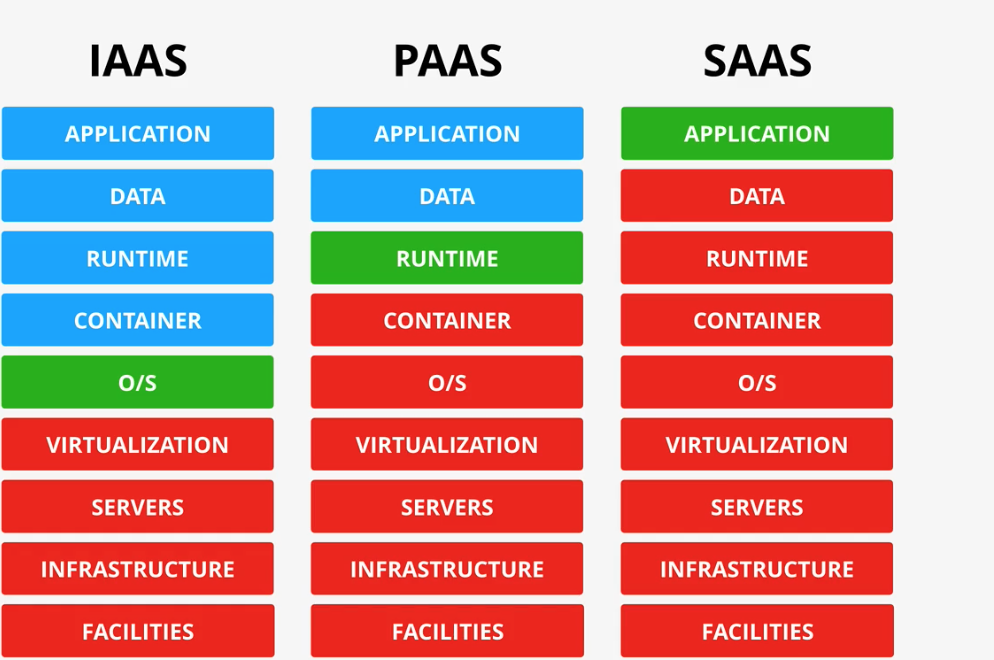 IAAS PAAS SAAS
APPLICATION APPLICATION APPLICATION
DATA DATA DATA
RUNTIME RUNTIME RUNTIME
CONTAINER CONTAINER CONTAINER
O/S O/S O/S
VIRTUALIZATION VIRTUALIZATION VIRTUALIZATION
SERVERS SERVERS SERVERS
INFRASTRUCTURE INFRASTRUCTURE INFRASTRUCTURE
FACILITIES FACILITIES FACILITIES